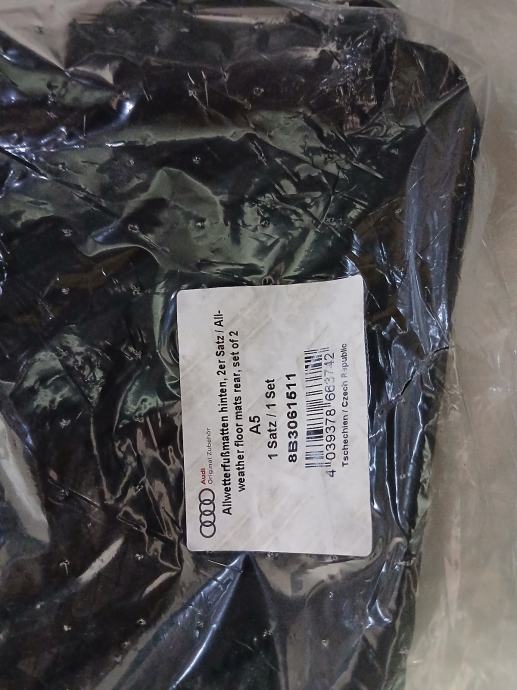 Audi
Original Zubehör
Allwetterfußmatten hinten, 2er Satz / All-
weather floor mats rear, set of 2
A5
1 Satz / 1 Set
8B3061511
4 039378 663742
Tschechien / Czech Republic